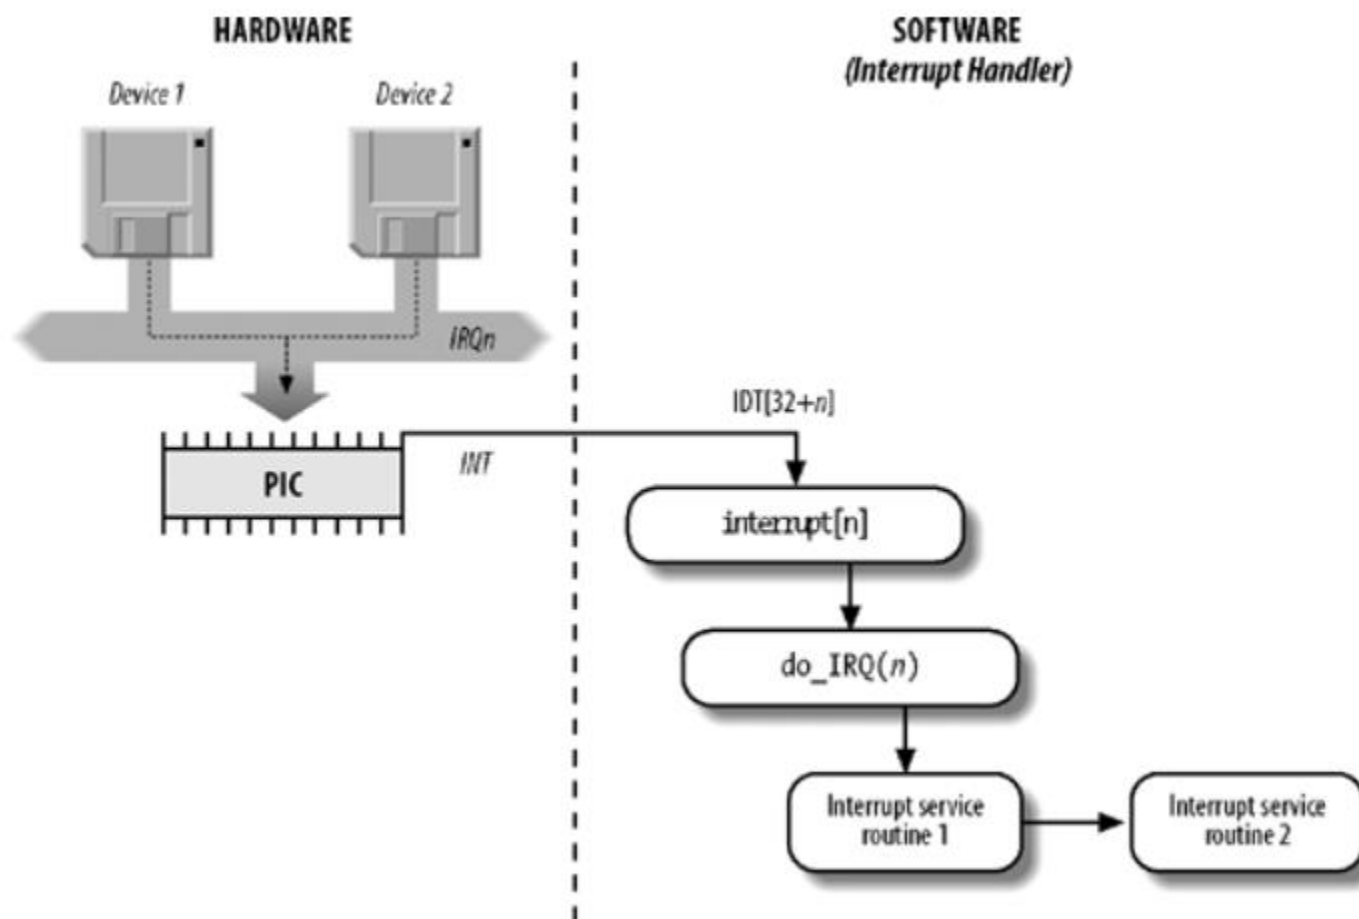 HARDWARE
SOFTWARE
(Interrupt Handler)
Device 1
Device 2
IRQn
IDT[32+n]
INT
PIC
interrupt[n]
do_IRQ(n)
Interrupt service
routine 1
Interrupt service
routine 2